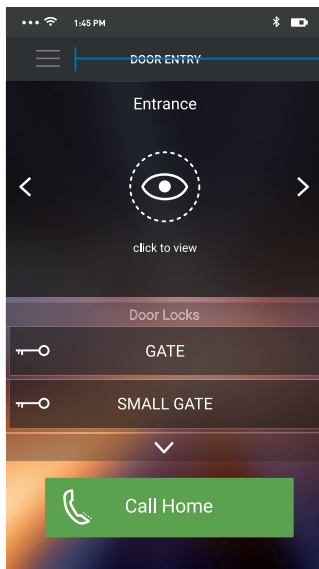 1:45 PM
DOOR ENTRY
Entrance
click to view
Door Locks
GATE
SMALL GATE
Call Home